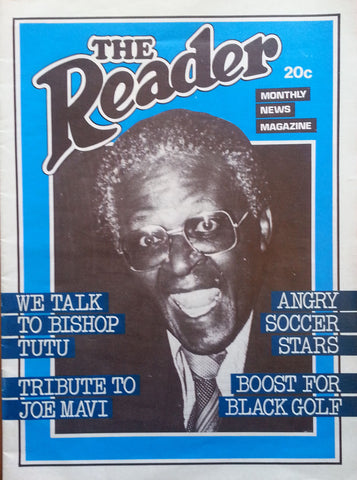 THE
Reader
20c
MONTHLY
NEWS
MAGAZINE
WE TALK
TO BISHOP
TUTU
TRIBUTE TO
JOE MAVI
ANGRY
SOCCER
STARS
BOOST FOR
BLACK GOLF